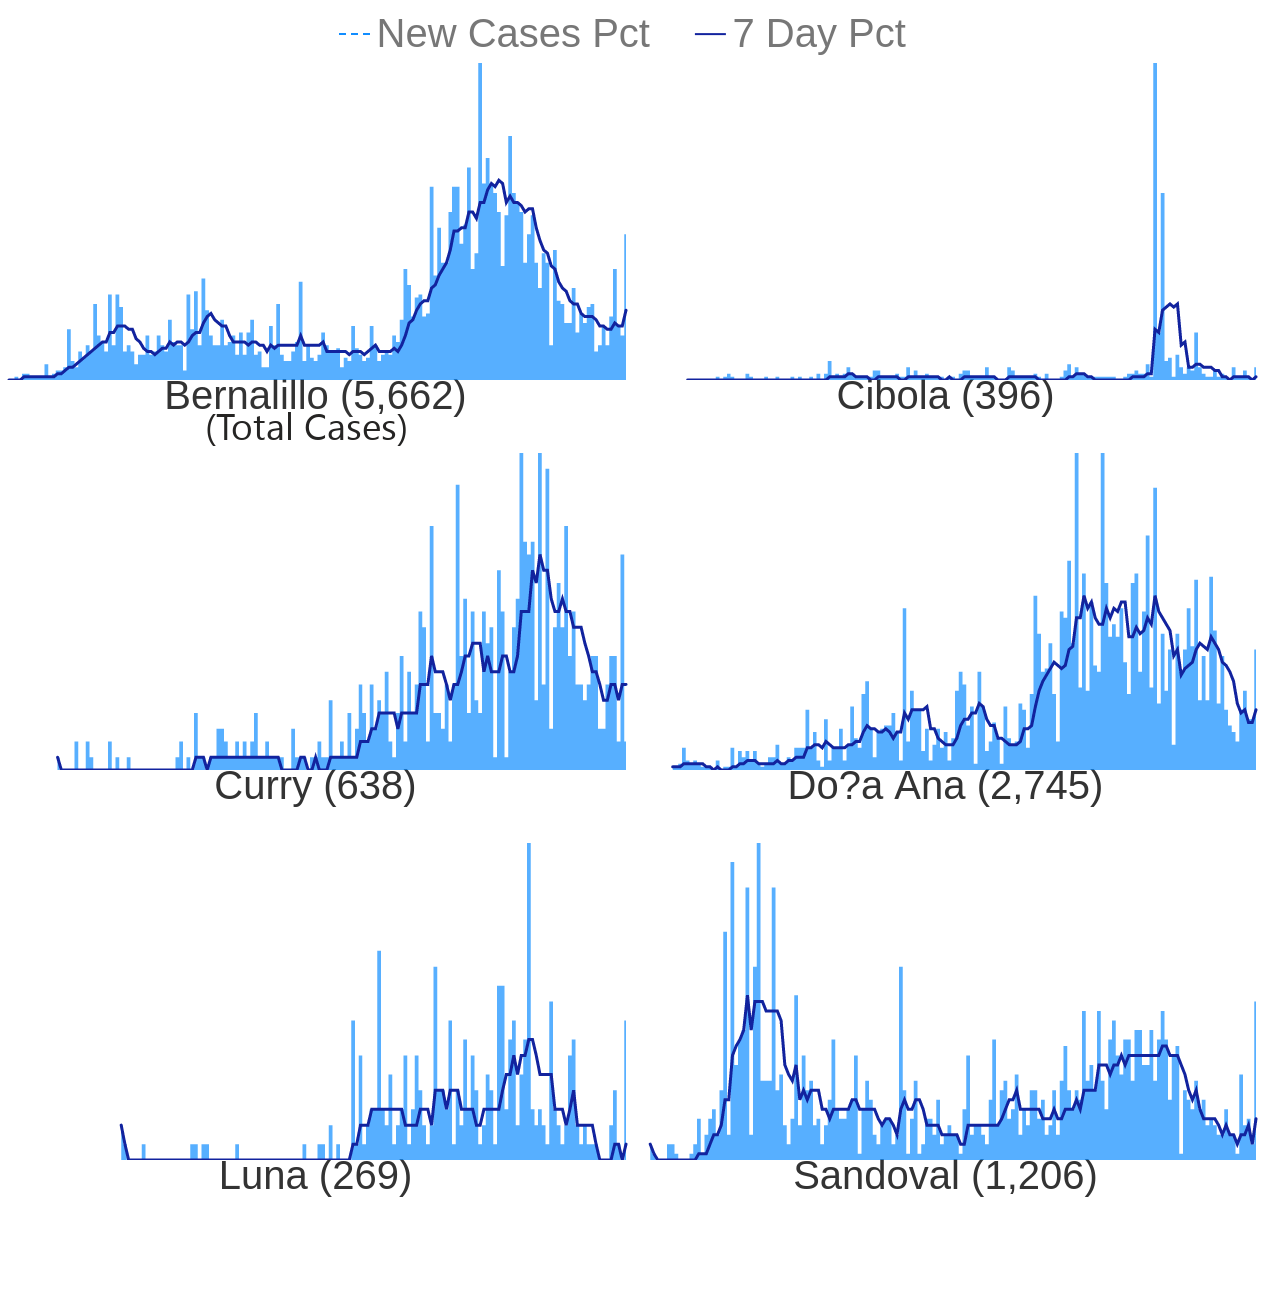 New Cases Pct 7 Day Pct
Bernalillo (5,662)
(Total Cases)
Cibola (396)
Curry (638)
Do?a Ana (2,745)
Luna (269)
Sandoval (1,206)